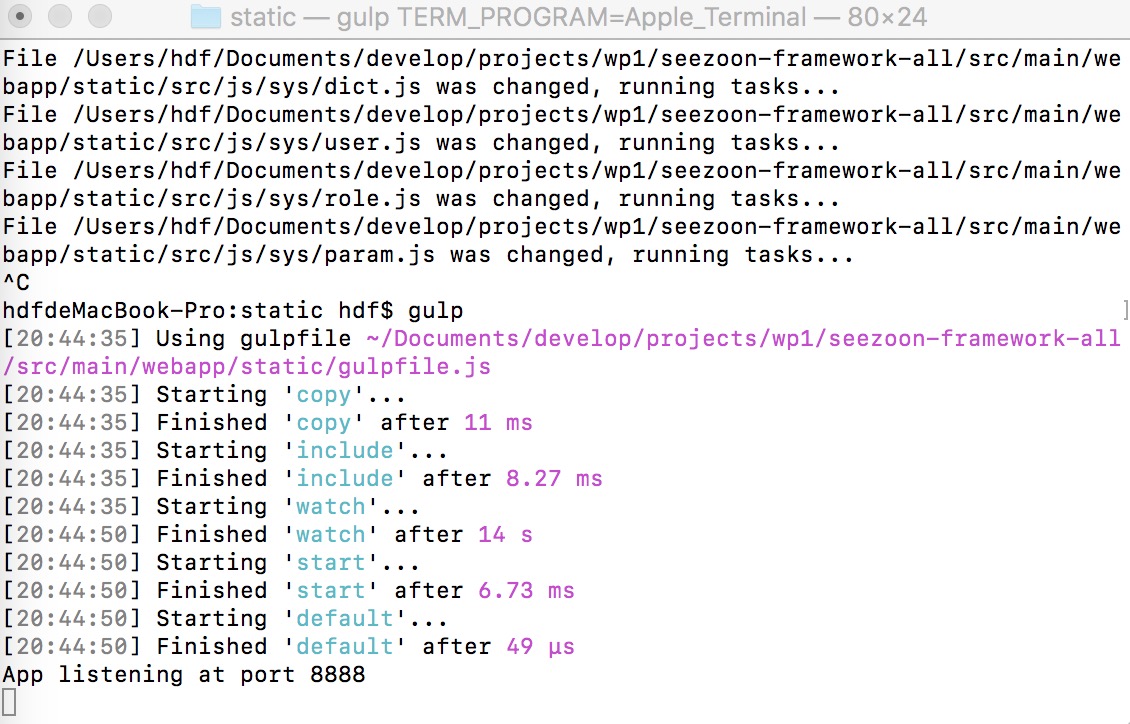 static — gulp TERM_PROGRAM=Apple_Terminal — 80×24
File /Users/hdf/Documents/develop/projects/wp1/seezoon-framework-all/src/main/we
bapp/static/src/js/sys/dict.js was changed, running tasks...
File /Users/hdf/Documents/develop/projects/wp1/seezoon-framework-all/src/main/we
bapp/static/src/js/sys/user.js was changed, running tasks...
File /Users/hdf/Documents/develop/projects/wp1/seezoon-framework-all/src/main/we
bapp/static/src/js/sys/role.js was changed, running tasks...
File /Users/hdf/Documents/develop/projects/wp1/seezoon-framework-all/src/main/we
bapp/static/src/js/sys/param.js was changed, running tasks...
^C
hdfdeMacBook-Pro:static hdf$ gulp
[20:44:35] Using gulpfile ~/Documents/develop/projects/wp1/seezoon-framework-all
/src/main/webapp/static/gulpfile.js
[20:44:35] Starting 'copy'...
[20:44:35] Finished 'copy' after 11 ms
[20:44:35] Starting 'include'...
[20:44:35] Finished 'include' after 8.27 ms
[20:44:35] Starting 'watch'...
[20:44:50] Finished 'watch' after 14 s
[20:44:50] Starting 'start'...
[20:44:50] Finished 'start' after 6.73 ms
[20:44:50] Starting 'default'...
[20:44:50] Finished 'default' after 49 μs
App listening at port 8888